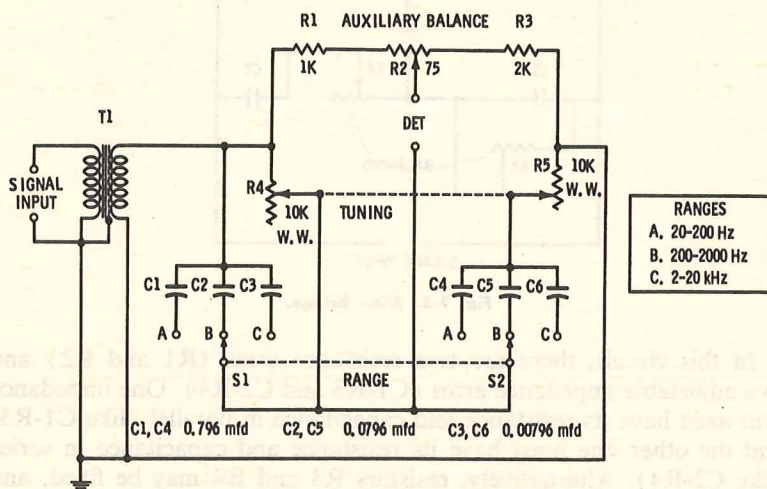 R1 AUXILIARY BALANCE R3
1K R2 75 2K
T1
DET
SIGNAL
INPUT
R4
10K
W.W.
TUNING
R5 10K
W.W.
RANGES
A. 20-200 Hz
B. 200-2000 Hz
C. 2-20 kHz
C1 C2 C3
C4 C5 C6
A B C
A B C
S1 RANGE S2
C1, C4 0.796 mfd C2, C5 0.0796 mfd C3, C6 0.00796 mfd